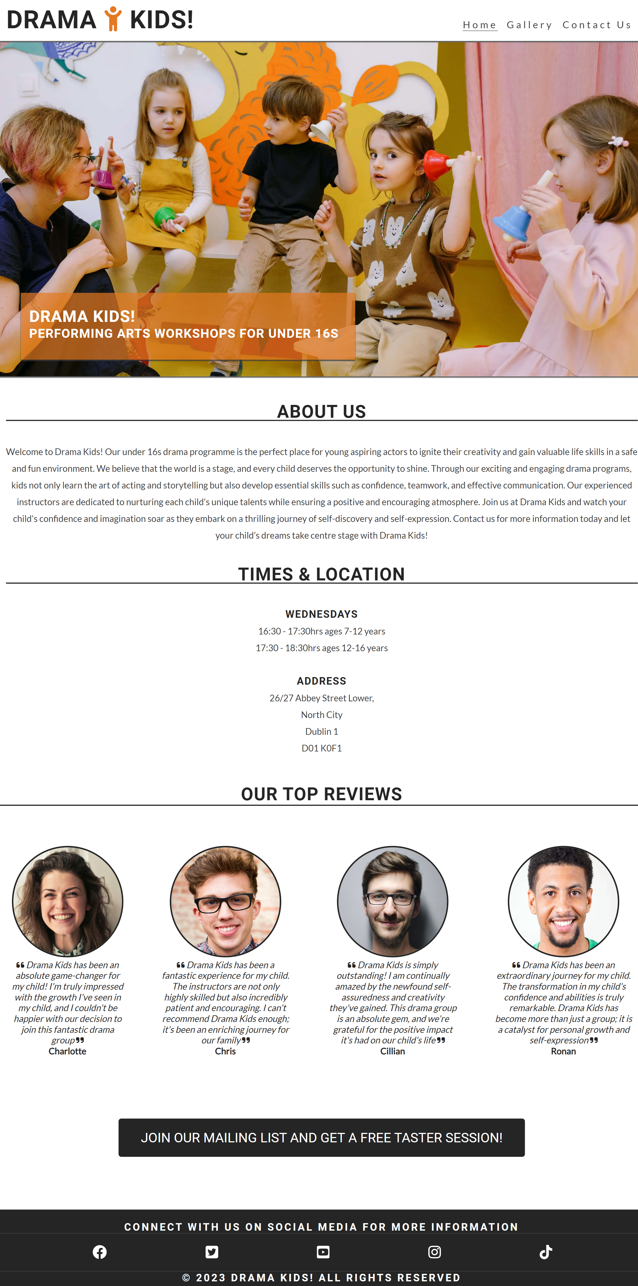 DRAMA KIDS!
Home Gallery Contact Us
DRAMA KIDS!
PERFORMING ARTS WORKSHOPS FOR UNDER 16S
ABOUT US
Welcome to Drama Kids! Our under 16s drama programme is the perfect place for young aspiring actors to ignite their creativity and gain valuable life skills in a safe
and fun environment. We believe that the world is a stage, and every child deserves the opportunity to shine. Through our exciting and engaging drama programs,
kids not only learn the art of acting and storytelling but also develop essential skills such as confidence, teamwork, and effective communication. Our experienced
instructors are dedicated to nurturing each child's unique talents while ensuring a positive and encouraging atmosphere. Join us at Drama Kids and watch your
child's confidence and imagination soar as they embark on a thrilling journey of self-discovery and self-expression. Contact us for more information today and let
your child's dreams take centre stage with Drama Kids!
TIMES & LOCATION
WEDNESDAYS
16:30 - 17:30hrs ages 7-12 years
17:30 - 18:30hrs ages 12-16 years
ADDRESS
26/27 Abbey Street Lower,
North City
Dublin 1
D01 K0F1
OUR TOP REVIEWS
❝ Drama Kids has been an
absolute game-changer for
my child! I'm truly impressed
with the growth I've seen in
my child, and I couldn't be
happier with our decision to
join this fantastic drama
group❞
Charlotte
❝ Drama Kids has been a
fantastic experience for my child.
The instructors are not only
highly skilled but also incredibly
patient and encouraging. I can't
recommend Drama Kids enough;
it's been an enriching journey for
our family❞
Chris
❝ Drama Kids is simply
outstanding! I am continually
amazed by the newfound self-
assuredness and creativity
they've gained. This drama group
is an absolute gem, and we're
grateful for the positive impact
it's had on our child's life❞
Cillian
❝ Drama Kids has been an
extraordinary journey for my child.
The transformation in my child's
confidence and abilities is truly
remarkable. Drama Kids has
become more than just a group; it is
a catalyst for personal growth and
self-expression❞
Ronan
JOIN OUR MAILING LIST AND GET A FREE TASTER SESSION!
CONNECT WITH US ON SOCIAL MEDIA FOR MORE INFORMATION
© 2023 DRAMA KIDS! ALL RIGHTS RESERVED